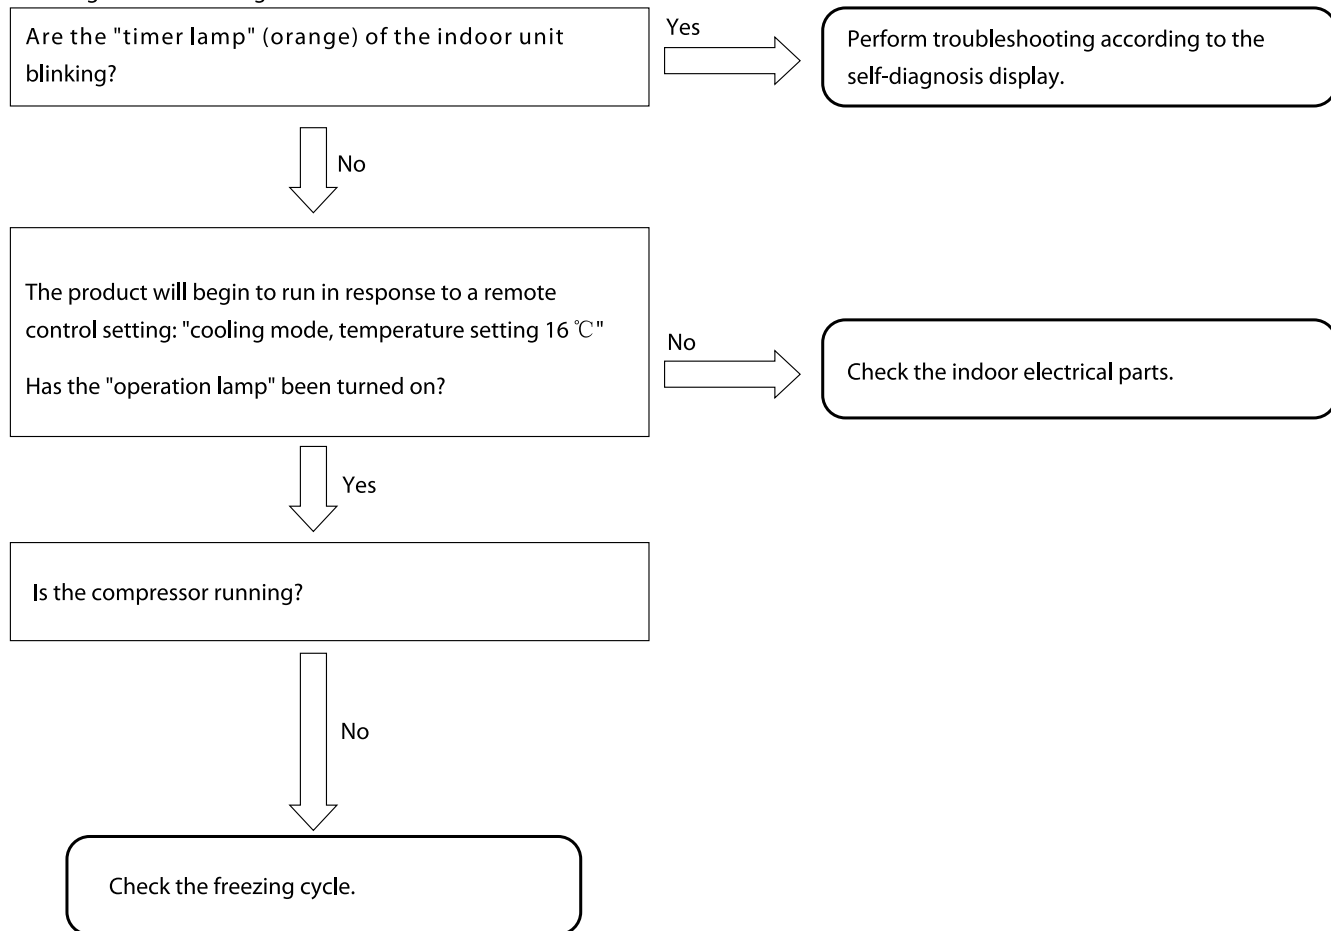 Are the "timer lamp" (orange) of the indoor unit
blinking?
Yes
Perform troubleshooting according to the
self-diagnosis display.
No
The product will begin to run in response to a remote
control setting: "cooling mode, temperature setting 16 ℃"
Has the "operation lamp" been turned on?
No
Check the indoor electrical parts.
Yes
Is the compressor running?
No
Check the freezing cycle.